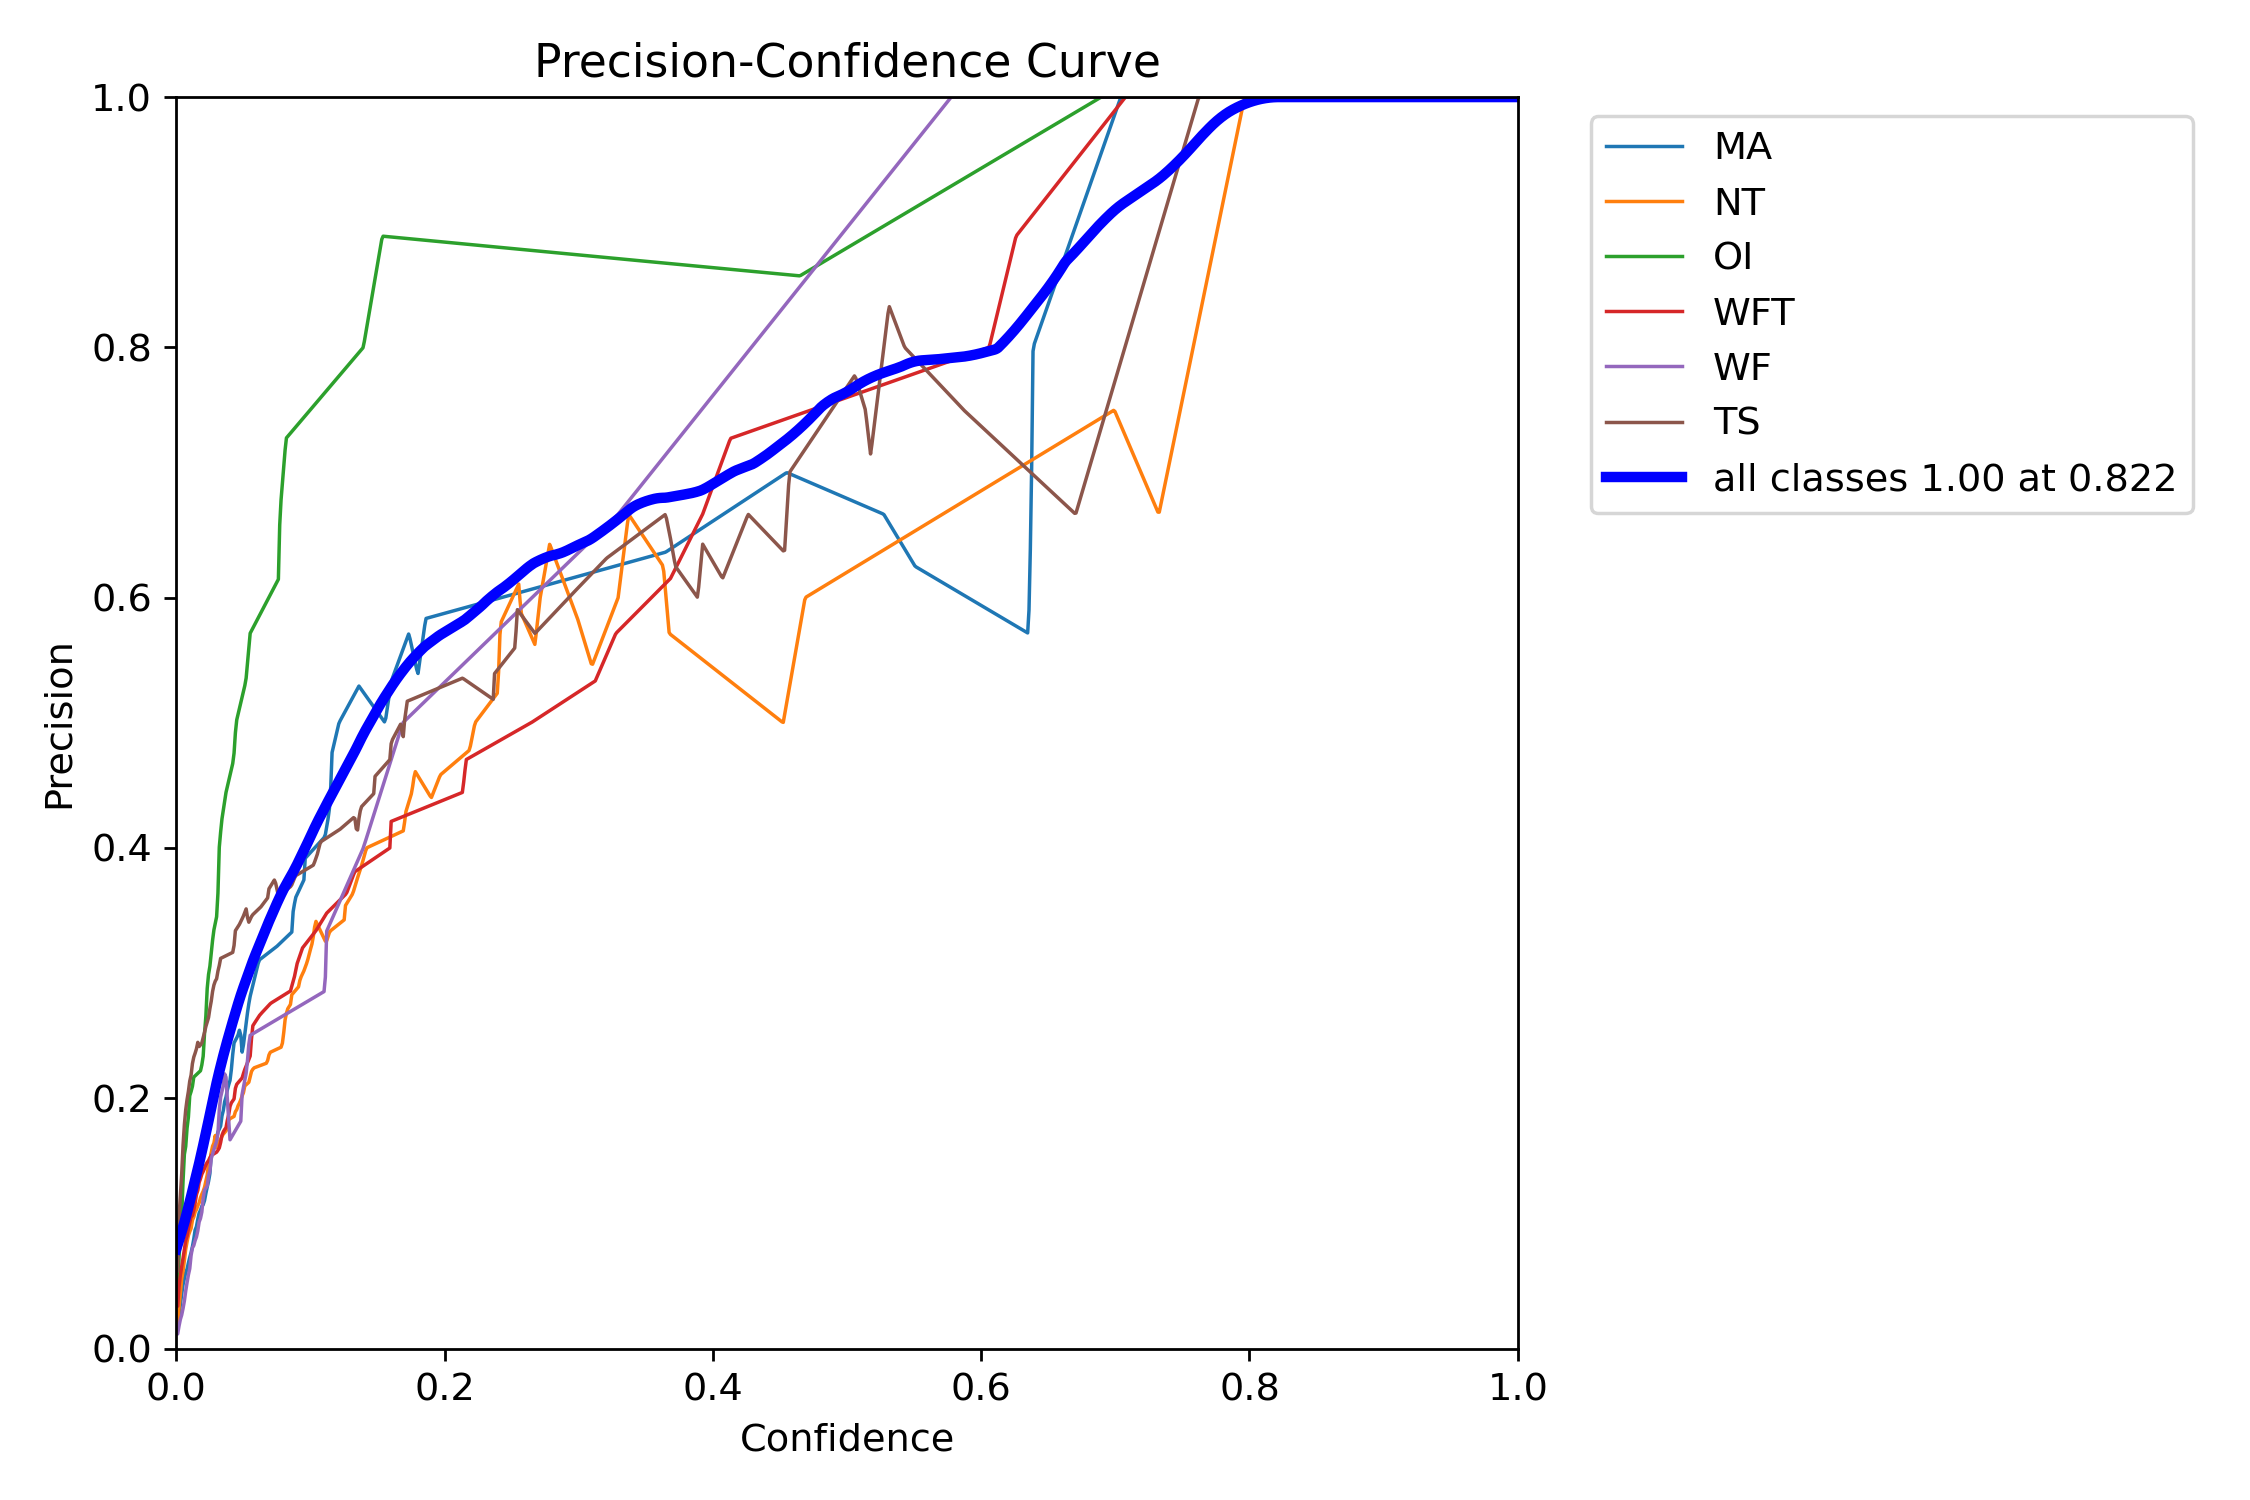 Precision-Confidence Curve
1.0
0.8
0.6
0.4
0.2
0.0
Precision
0.0 0.2 0.4 0.6 0.8 1.0
Confidence
MA
NT
OI
WFT
WF
TS
all classes 1.00 at 0.822